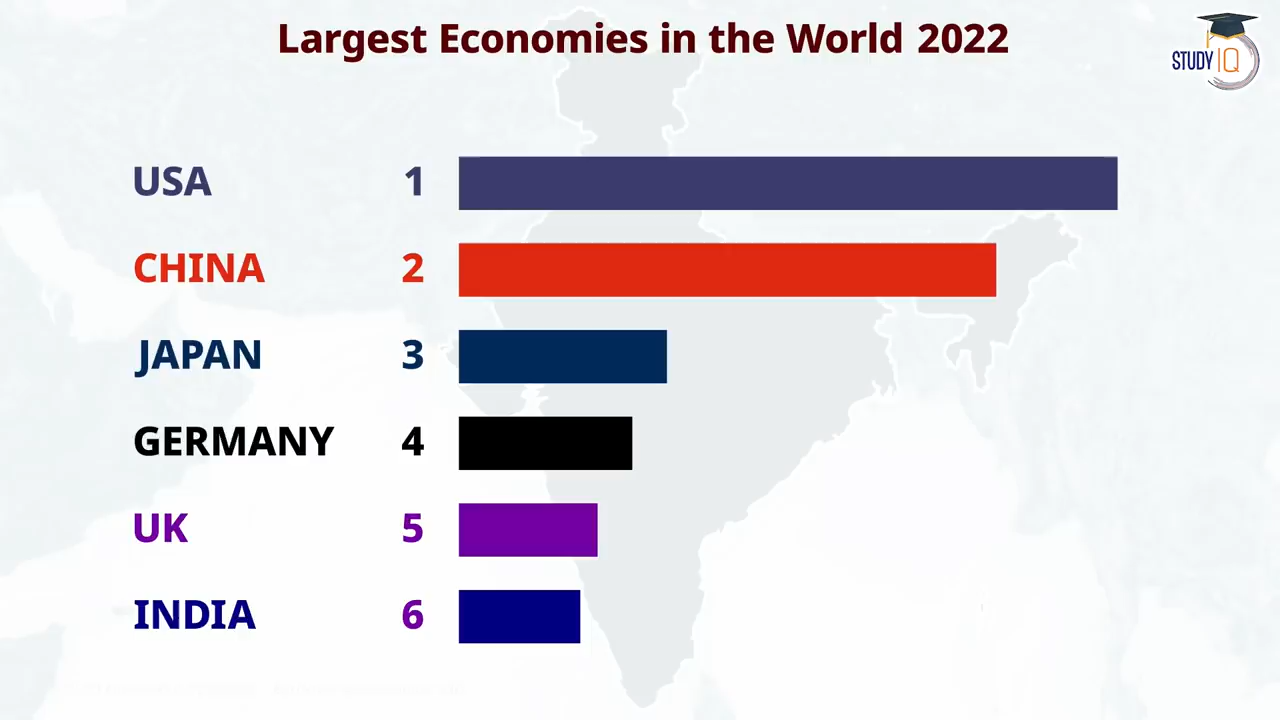 Largest Economies in the World 2022
STUDY IQ
USA 1
CHINA 2
JAPAN 3
GERMANY 4
UK 5
INDIA 6